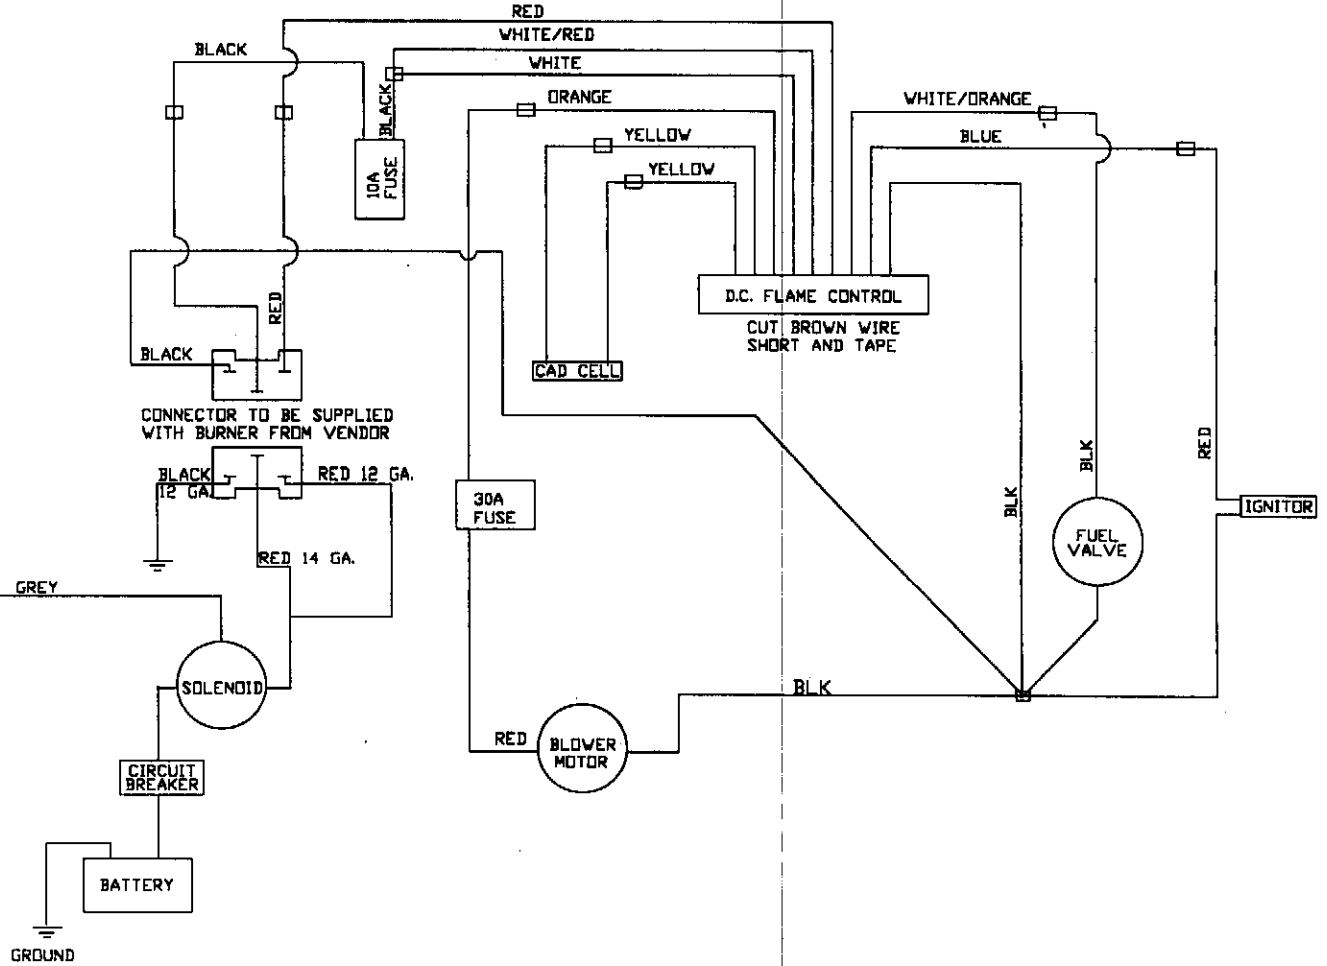 RED
WHITE/RED
BLACK
WHITE
BLACK
ORANGE
WHITE/ORANGE
YELLOW
BLUE
YELLOW
10A
FUSE
D.C. FLAME CONTROL
CUT BROWN WIRE
SHORT AND TAPE
RED
BLACK
CAD CELL
CONNECTOR TO BE SUPPLIED
WITH BURNER FROM VENDOR
BLACK
12 GA.
RED 12 GA.
30A
FUSE
BLK
BLK
RED
IGNITOR
FUEL
VALVE
RED 14 GA.
GREY
SOLENOID
BLK
RED
BLOWER
MOTOR
CIRCUIT
BREAKER
BATTERY
GROUND